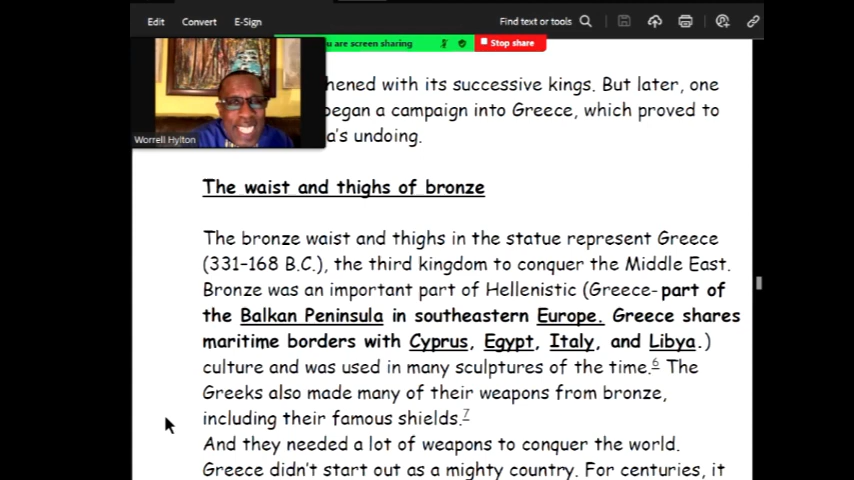 Edit Convert E-Sign Find text or tools
are screen sharing Stop share
hened with its successive kings. But later, one
began a campaign into Greece, which proved to
a's undoing.
Worrell Hylton
The waist and thighs of bronze
The bronze waist and thighs in the statue represent Greece
(331–168 B.C.), the third kingdom to conquer the Middle East.
Bronze was an important part of Hellenistic (Greece-part of
the Balkan Peninsula in southeastern Europe. Greece shares
maritime borders with Cyprus, Egypt, Italy, and Libya.)
culture and was used in many sculptures of the time.6 The
Greeks also made many of their weapons from bronze,
including their famous shields.7
And they needed a lot of weapons to conquer the world.
Greece didn't start out as a mighty country. For centuries, it